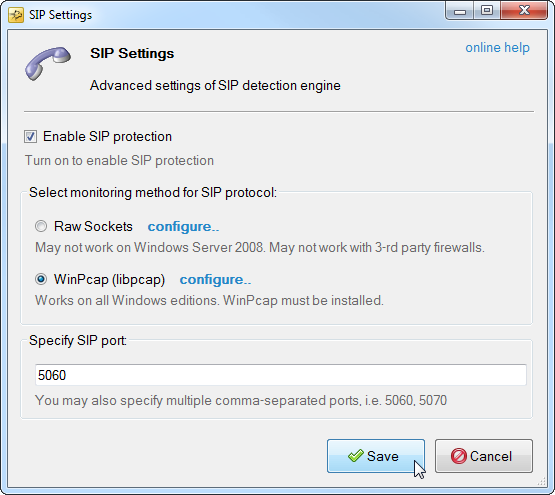 SIP Settings
SIP Settings
online help
Advanced settings of SIP detection engine
Enable SIP protection
Turn on to enable SIP protection
Select monitoring method for SIP protocol:
Raw Sockets configure..
May not work on Windows Server 2008. May not work with 3-rd party firewalls.
WinPcap (libpcap) configure..
Works on all Windows editions. WinPcap must be installed.
Specify SIP port:
5060
You may also specify multiple comma-separated ports, i.e. 5060, 5070
Save
Cancel